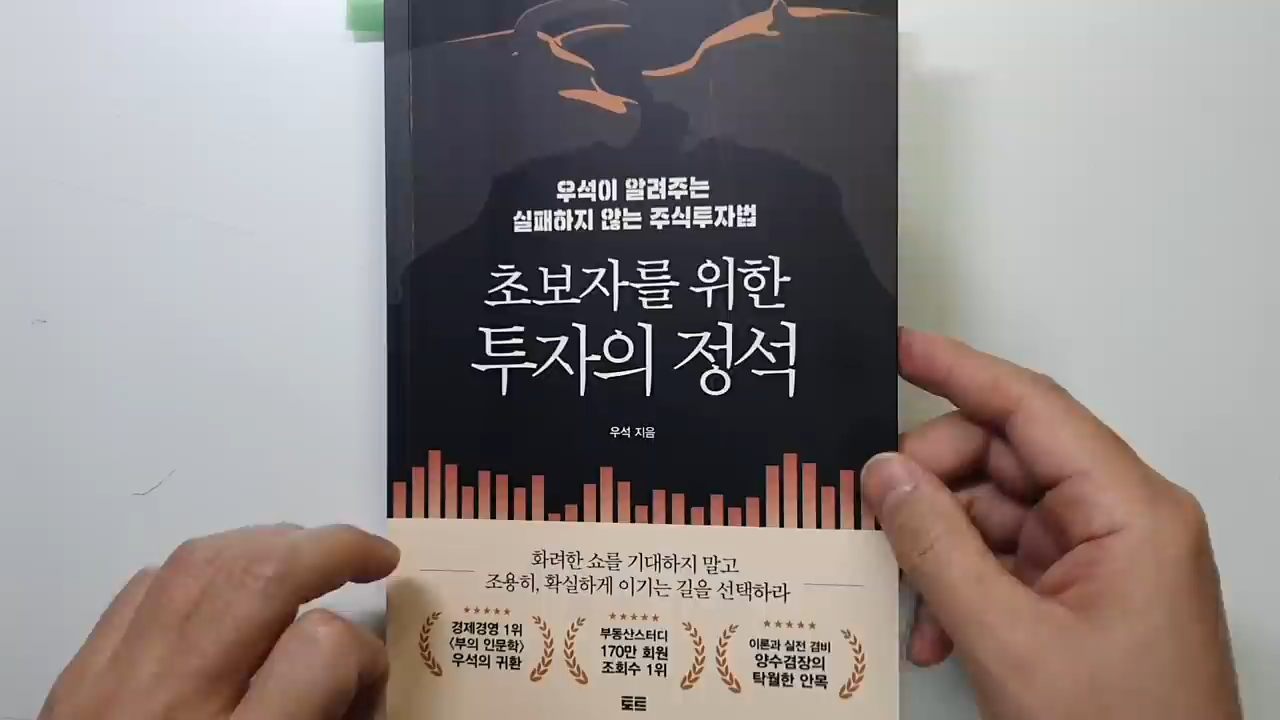 우석이 알려주는
실패하지 않는 주식투자법
초보자를 위한
투자의 정석
우석 지음
화려한 쇼를 기대하지 말고
조용히, 확실하게 이기는 길을 선택하라
경제경영 1위
〈부의 인문학〉
우석의 귀환
부동산스터디
170만 회원
조회수 1위
이론과 실전 겸비
양수겸장의
탁월한 안목
토트